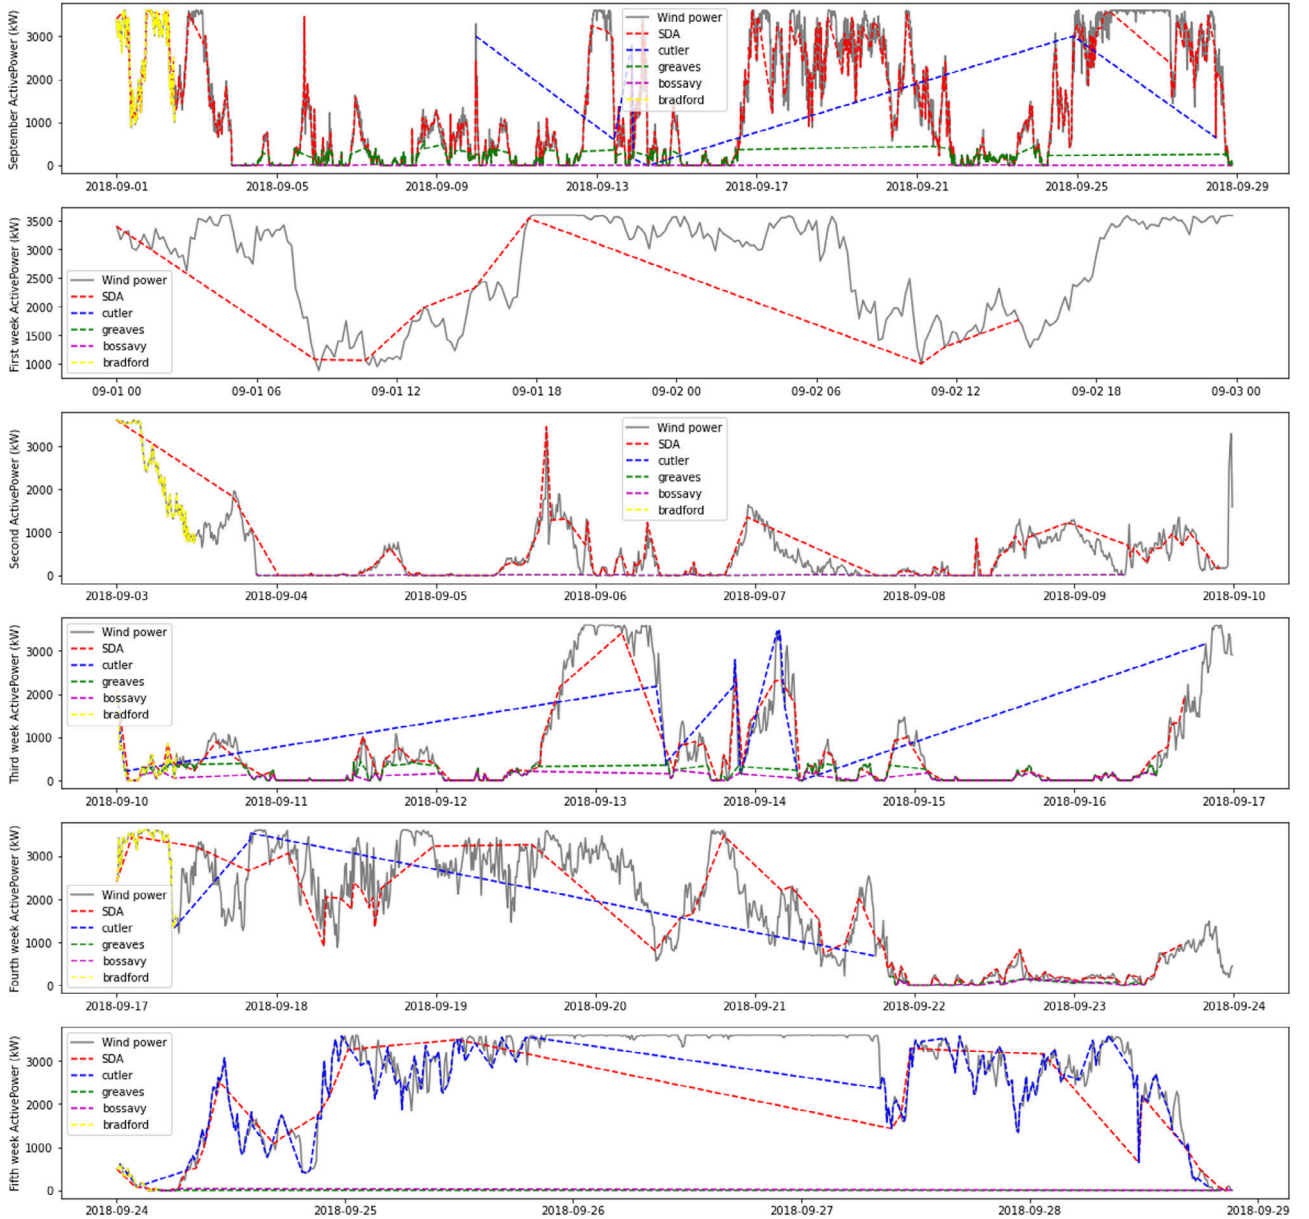 September ActivePower (kW)
3000
2000
1000
0
Wind power
SDA
cutler
greaves
bossavy
bradford
2018-09-01
2018-09-05
2018-09-09
2018-09-13
2018-09-17
2018-09-21
2018-09-25
2018-09-29
First week ActivePower (kW)
3500
3000
2500
2000
1500
1000
Wind power
SDA
cutler
greaves
bossavy
bradford
09-01 00
09-01 06
09-01 12
09-01 18
09-02 00
09-02 06
09-02 12
09-02 18
09-03 00
Second ActivePower (kW)
3000
2000
1000
0
Wind power
SDA
cutler
greaves
bossavy
bradford
2018-09-03
2018-09-04
2018-09-05
2018-09-06
2018-09-07
2018-09-08
2018-09-09
2018-09-10
Third week ActivePower (kW)
3000
2000
1000
0
Wind power
SDA
cutler
greaves
bossavy
bradford
2018-09-10
2018-09-11
2018-09-12
2018-09-13
2018-09-14
2018-09-15
2018-09-16
2018-09-17
Fourth week ActivePower (kW)
3000
2000
1000
0
Wind power
SDA
cutler
greaves
bossavy
bradford
2018-09-17
2018-09-18
2018-09-19
2018-09-20
2018-09-21
2018-09-22
2018-09-23
2018-09-24
Fifth week ActivePower (kW)
3000
2000
1000
0
Wind power
SDA
cutler
greaves
bossavy
bradford
2018-09-24
2018-09-25
2018-09-26
2018-09-27
2018-09-28
2018-09-29